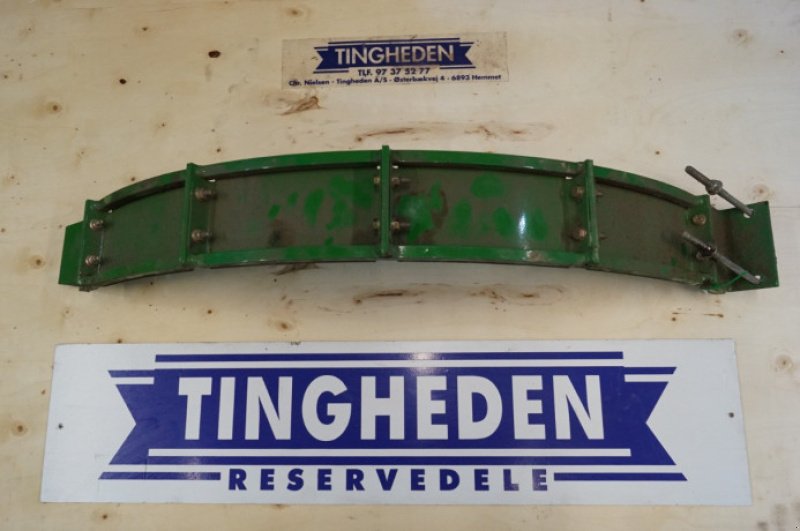 TINGHEDEN
TLF. 97 37 52 77
Chr. Nielsen - Tingheden A/S - Østerbækvej 4 - 6893 Hemmet
TINGHEDEN
RESERVEDELE